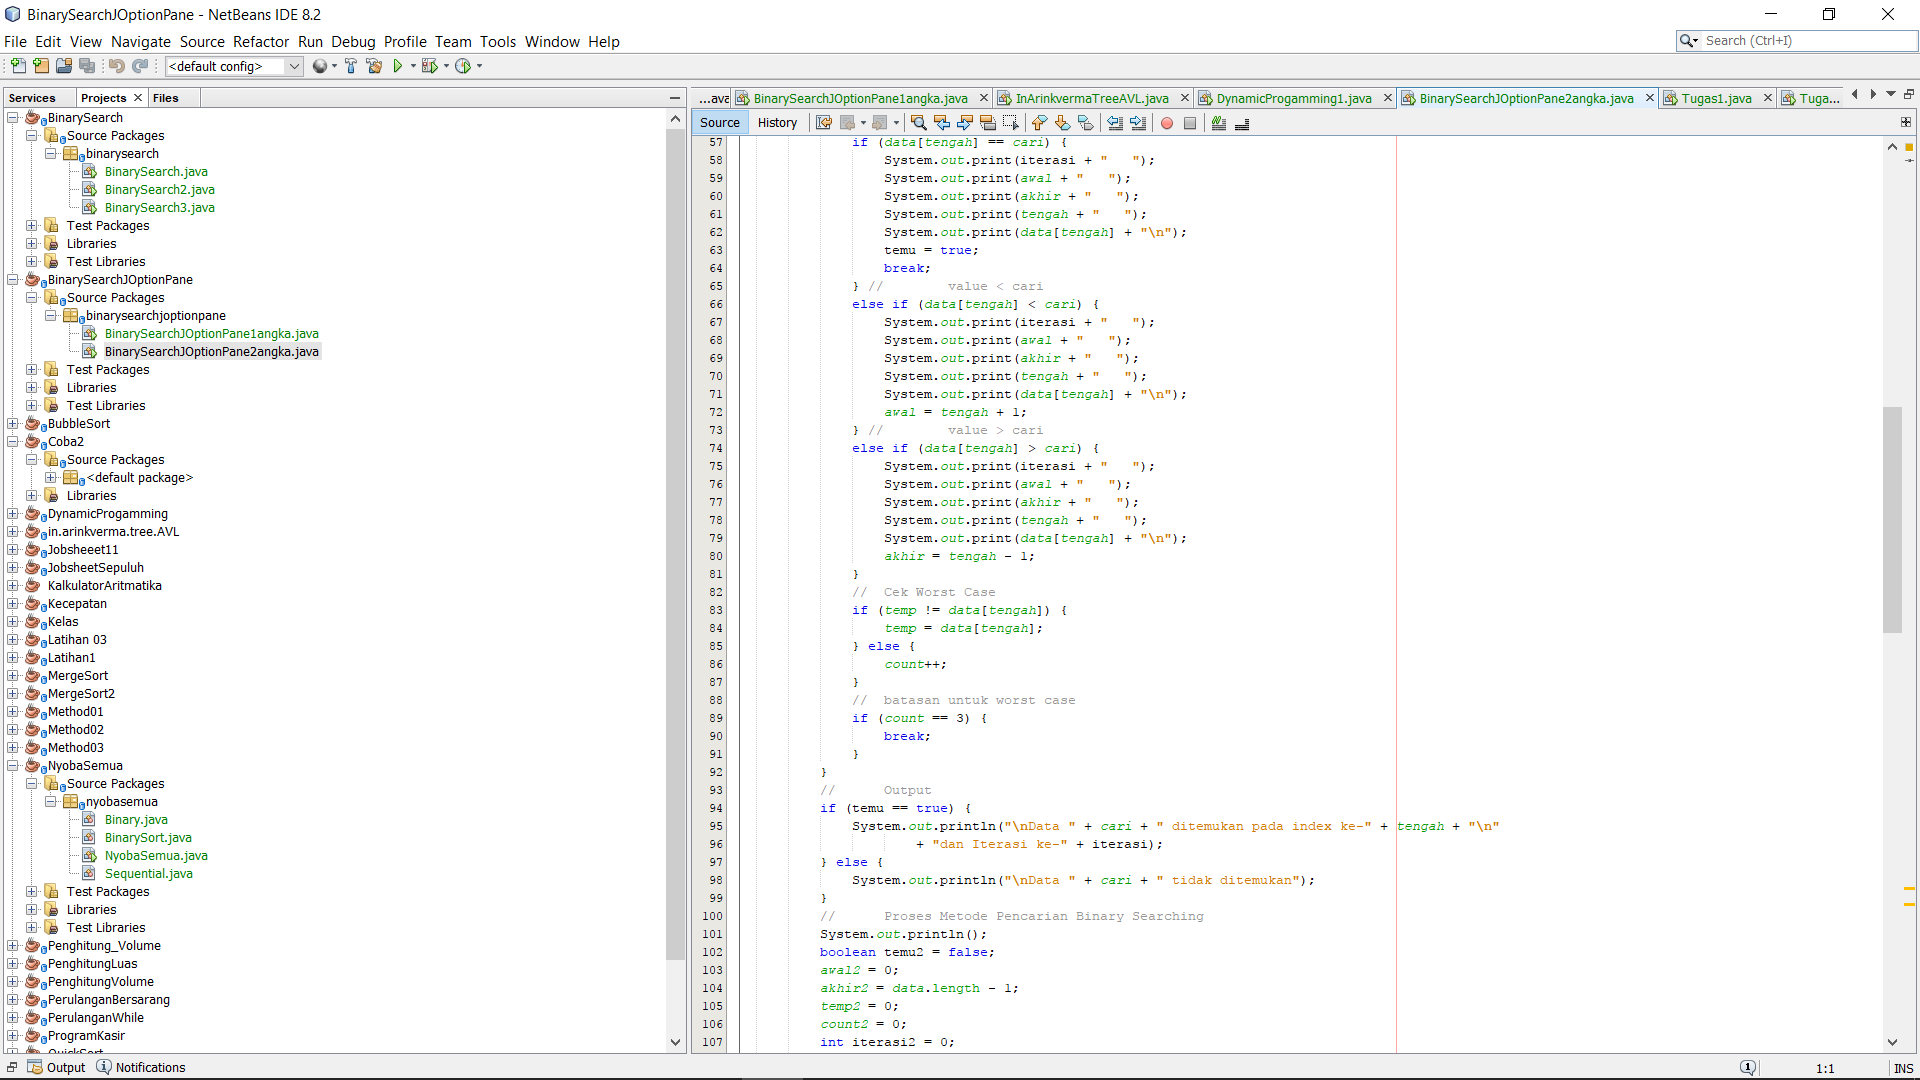 BinarySearchJOptionPane - NetBeans IDE 8.2
File Edit View Navigate Source Refactor Run Debug Profile Team Tools Window Help
Search (Ctrl+I)
<default config>
Services Projects Files
BinarySearch
Source Packages
binarysearch
BinarySearch.java
BinarySearch2.java
BinarySearch3.java
Test Packages
Libraries
Test Libraries
BinarySearchJOptionPane
Source Packages
binarysearchjoptionpane
BinarySearchJOptionPane1angka.java
BinarySearchJOptionPane2angka.java
Test Packages
Libraries
Test Libraries
BubbleSort
Coba2
Source Packages
<default package>
Libraries
DynamicProgamming
in.arinkverma.tree.AVL
Jobsheeet11
JobsheetSepuluh
KalkulatorAritmatika
Kecepatan
Kelas
Latihan 03
Latihan1
MergeSort
MergeSort2
Method01
Method02
Method03
NyobaSemua
Source Packages
nyobasemua
Binary.java
BinarySort.java
NyobaSemua.java
Sequential.java
Test Packages
Libraries
Test Libraries
Penghitung_Volume
PenghitungLuas
PenghitungVolume
PerulanganBersarang
PerulanganWhile
ProgramKasir
QuickSort
...ava BinarySearchJOptionPane1angka.java InArinkvermaTreeAVL.java DynamicProgamming1.java BinarySearchJOptionPane2angka.java Tugas1.java Tuga...
Source History
57 if (data[tengah] == cari) {
58 System.out.print(iterasi + "   ");
59 System.out.print(awal + "   ");
60 System.out.print(akhir + "   ");
61 System.out.print(tengah + "   ");
62 System.out.print(data[tengah] + "\n");
63 temu = true;
64 break;
65 } //        value < cari
66 else if (data[tengah] < cari) {
67 System.out.print(iterasi + "   ");
68 System.out.print(awal + "   ");
69 System.out.print(akhir + "   ");
70 System.out.print(tengah + "   ");
71 System.out.print(data[tengah] + "\n");
72 awal = tengah + 1;
73 } //        value > cari
74 else if (data[tengah] > cari) {
75 System.out.print(iterasi + "   ");
76 System.out.print(awal + "   ");
77 System.out.print(akhir + "   ");
78 System.out.print(tengah + "   ");
79 System.out.print(data[tengah] + "\n");
80 akhir = tengah - 1;
81 }
82 //  Cek Worst Case
83 if (temp != data[tengah]) {
84 temp = data[tengah];
85 } else {
86 count++;
87 }
88 //  batasan untuk worst case
89 if (count == 3) {
90 break;
91 }
92 }
93 //      Output
94 if (temu == true) {
95 System.out.println("\nData " + cari + " ditemukan pada index ke-" + tengah + "\n"
96 + "dan Iterasi ke-" + iterasi);
97 } else {
98 System.out.println("\nData " + cari + " tidak ditemukan");
99 }
100 //      Proses Metode Pencarian Binary Searching
101 System.out.println();
102 boolean temu2 = false;
103 awal2 = 0;
104 akhir2 = data.length - 1;
105 temp2 = 0;
106 count2 = 0;
107 int iterasi2 = 0;
Output Notifications
1:1 INS